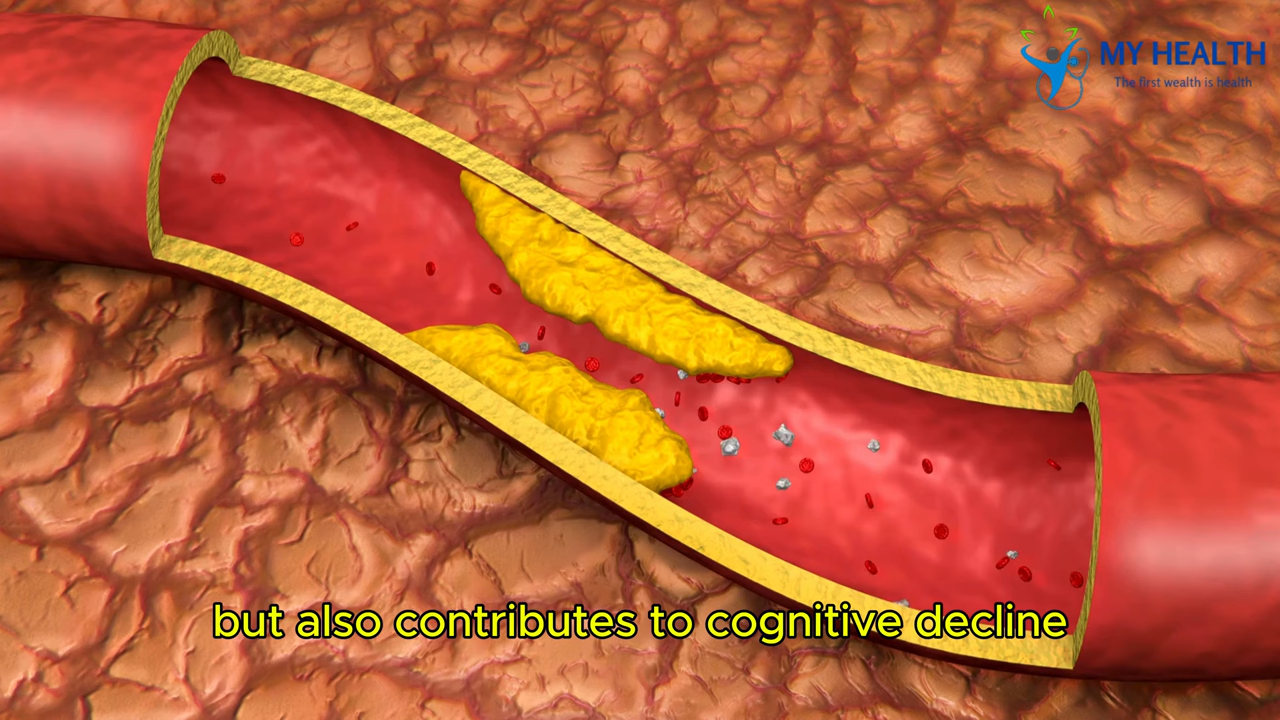 MY HEALTH
The first wealth is health
but also contributes to cognitive decline